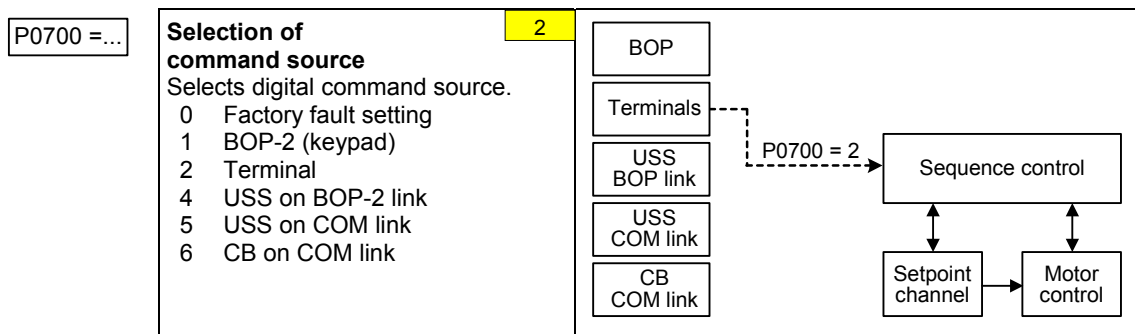 P0700 =...
Selection of
command source
2
Selects digital command source.
0 Factory fault setting
1 BOP-2 (keypad)
2 Terminal
4 USS on BOP-2 link
5 USS on COM link
6 CB on COM link
BOP
Terminals
USS
BOP link
USS
COM link
CB
COM link
P0700 = 2
Sequence control
Setpoint
channel
Motor
control